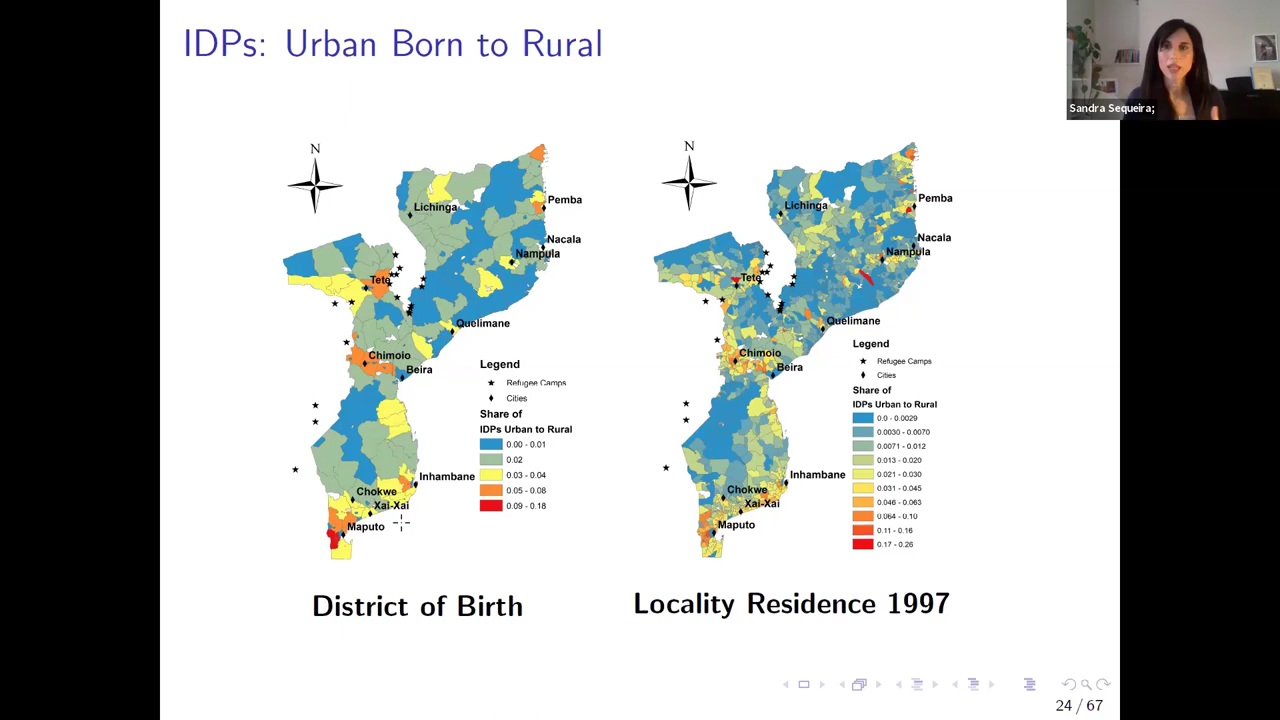 IDPs: Urban Born to Rural
Sandra Sequeira;
N
Lichinga
Pemba
Nacala
Nampula
Tete
Quelimane
Chimoio
Beira
Inhambane
Chokwe
Xai-Xai
Maputo
Legend
Refugee Camps
Cities
Share of
IDPs Urban to Rural
0.00 - 0.01
0.02
0.03 - 0.04
0.05 - 0.08
0.09 - 0.18
District of Birth
N
Lichinga
Pemba
Nacala
Nampula
Tete
Quelimane
Chimoio
Beira
Inhambane
Chokwe
Xai-Xai
Maputo
Legend
Refugee Camps
Cities
Share of
IDPs Urban to Rural
0.0 - 0.0029
0.0030 - 0.0070
0.0071 - 0.012
0.013 - 0.020
0.021 - 0.030
0.031 - 0.045
0.046 - 0.063
0.064 - 0.10
0.11 - 0.16
0.17 - 0.26
Locality Residence 1997
24 / 67